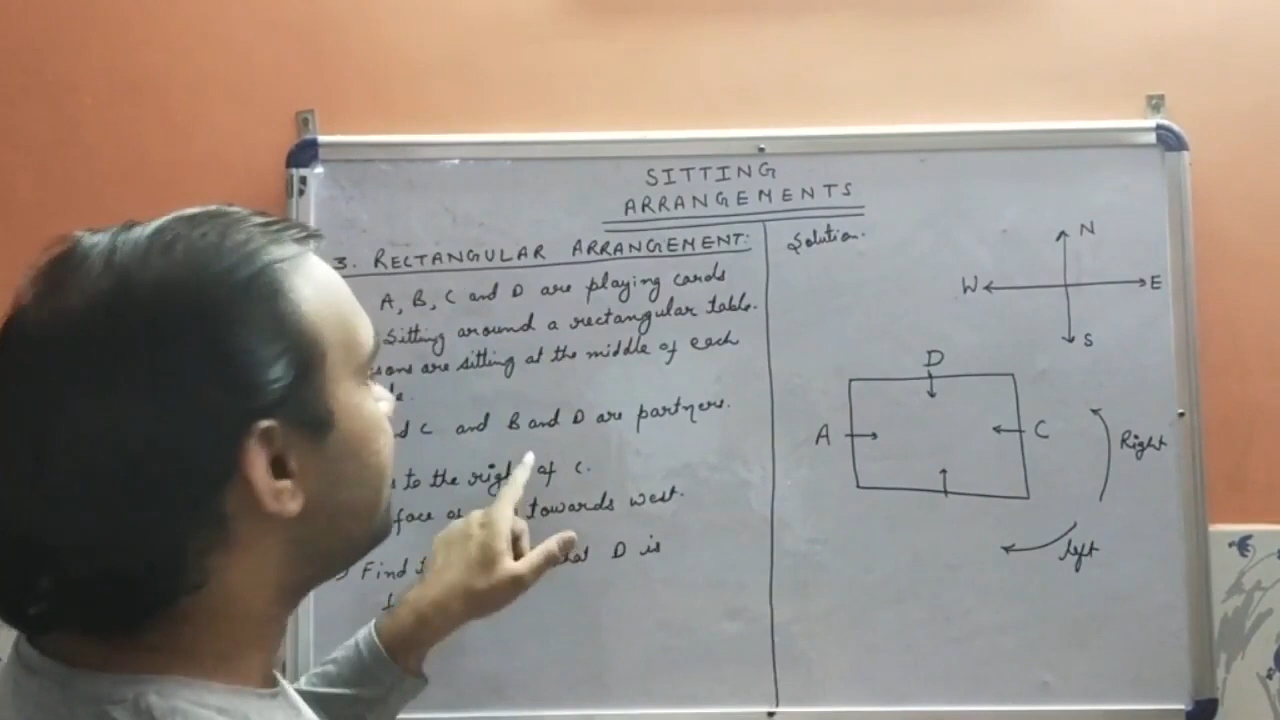 SITTING
ARRANGEMENTS
3. RECTANGULAR ARRANGEMENT:
A, B, C and D are playing cards
Sitting around a rectangular table.
are sitting at the middle of each
C and B and D are partners.
to the right of C.
face towards west.
Find D is
Solution.
N
W E
S
D
A C
Right
left